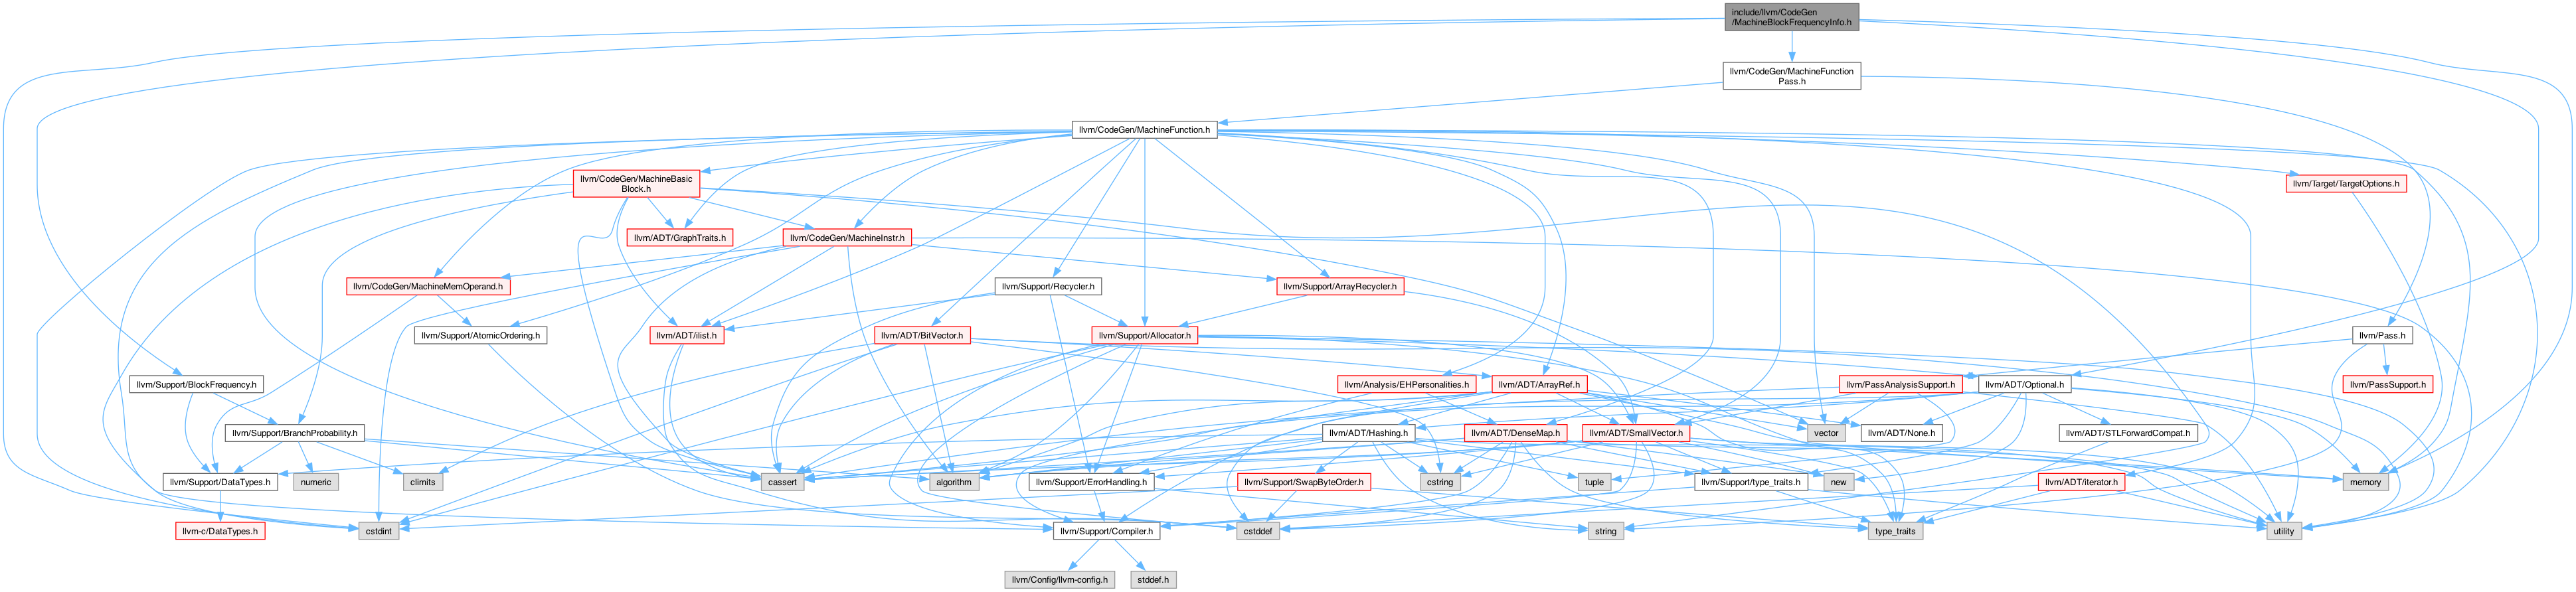 include/llvm/CodeGen
/MachineBlockFrequencyInfo.h
llvm/CodeGen/MachineFunction
Pass.h
llvm/CodeGen/MachineFunction.h
llvm/CodeGen/MachineBasic
Block.h
llvm/Target/TargetOptions.h
llvm/ADT/GraphTraits.h
llvm/CodeGen/MachineInstr.h
llvm/CodeGen/MachineMemOperand.h
llvm/Support/Recycler.h
llvm/Support/ArrayRecycler.h
llvm/Support/AtomicOrdering.h
llvm/ADT/ilist.h
llvm/ADT/BitVector.h
llvm/Support/Allocator.h
llvm/Pass.h
llvm/Support/BlockFrequency.h
llvm/Analysis/EHPersonalities.h
llvm/ADT/ArrayRef.h
llvm/PassAnalysisSupport.h
llvm/ADT/Optional.h
llvm/PassSupport.h
llvm/Support/BranchProbability.h
llvm/ADT/Hashing.h
llvm/ADT/DenseMap.h
llvm/ADT/SmallVector.h
vector
llvm/ADT/None.h
llvm/ADT/STLForwardCompat.h
llvm/Support/DataTypes.h
numeric
climits
cassert
algorithm
llvm/Support/ErrorHandling.h
cstring
llvm/Support/SwapByteOrder.h
tuple
llvm/Support/type_traits.h
new
llvm/ADT/iterator.h
memory
llvm-c/DataTypes.h
cstdint
llvm/Support/Compiler.h
cstddef
string
type_traits
utility
llvm/Config/llvm-config.h
stddef.h